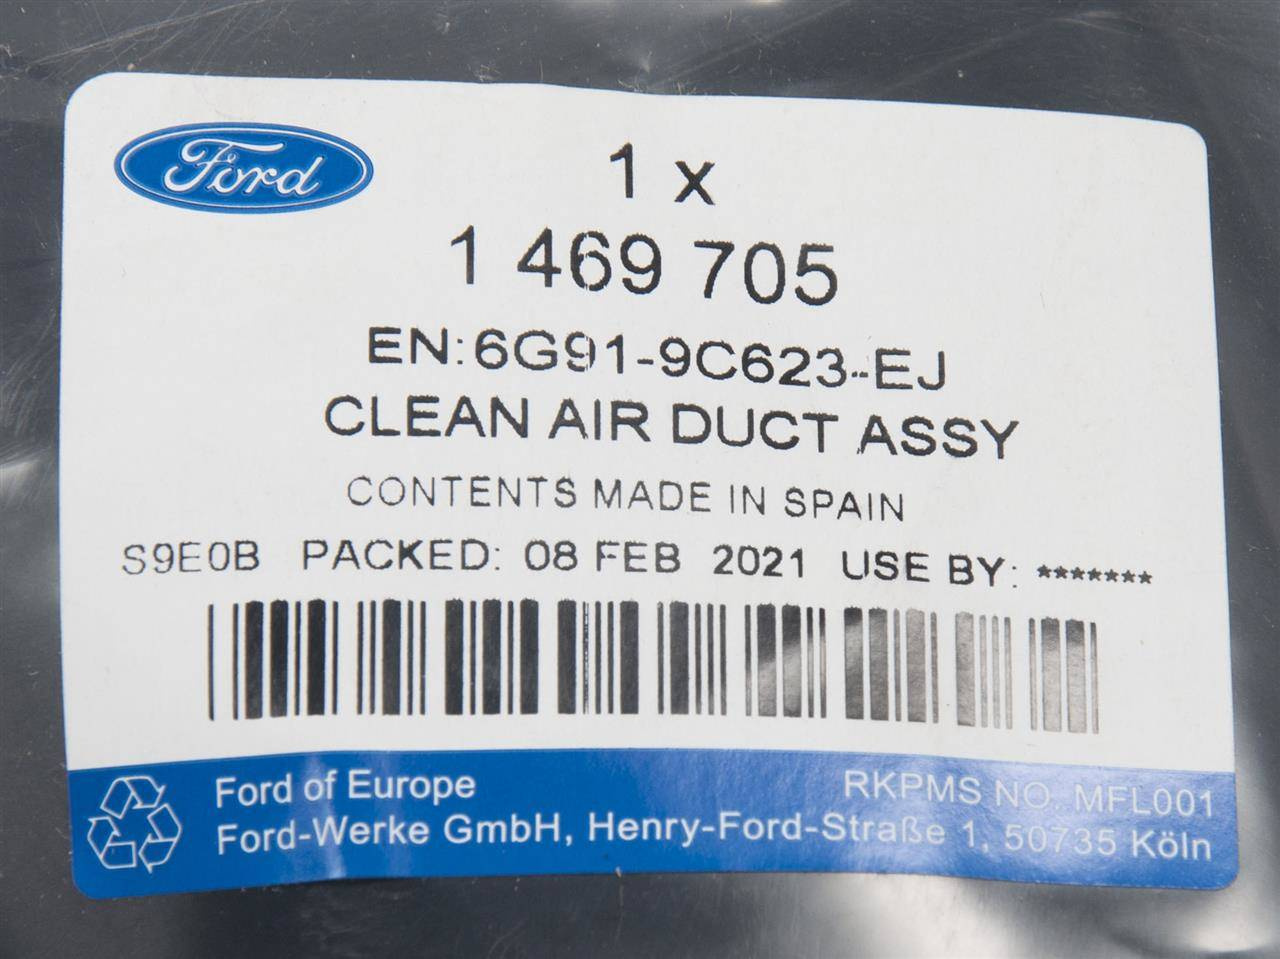 Ford
1 x
1 469 705
EN:6G91-9C623-EJ
CLEAN AIR DUCT ASSY
CONTENTS MADE IN SPAIN
S9E0B PACKED: 08 FEB 2021 USE BY: *******
Ford of Europe RKPMS NO. MFL001
Ford-Werke GmbH, Henry-Ford-Straße 1, 50735 Köln